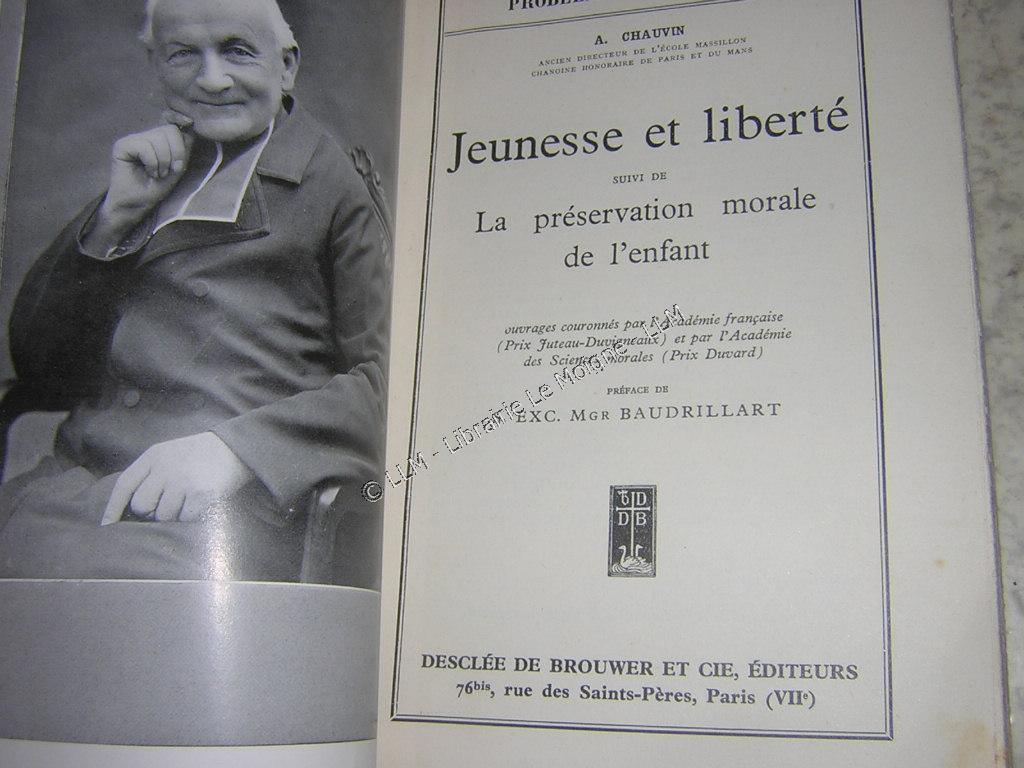 A. CHAUVIN
ANCIEN DIRECTEUR DE L'ÉCOLE MASSILLON
CHANOINE HONORAIRE DE PARIS ET DU MANS
Jeunesse et liberté
SUIVI DE
La préservation morale
de l'enfant
ouvrages couronnés par l'Académie française
(Prix Juteau-Duvigneaux) et par l'Académie
des Sciences morales (Prix Duvard)
PRÉFACE DE
EXC. MGR BAUDRILLART
© LLM - Librairie Le Moigne - LLM
DDB
DESCLÉE DE BROUWER ET CIE, ÉDITEURS
76bis, rue des Saints-Pères, Paris (VIIe)